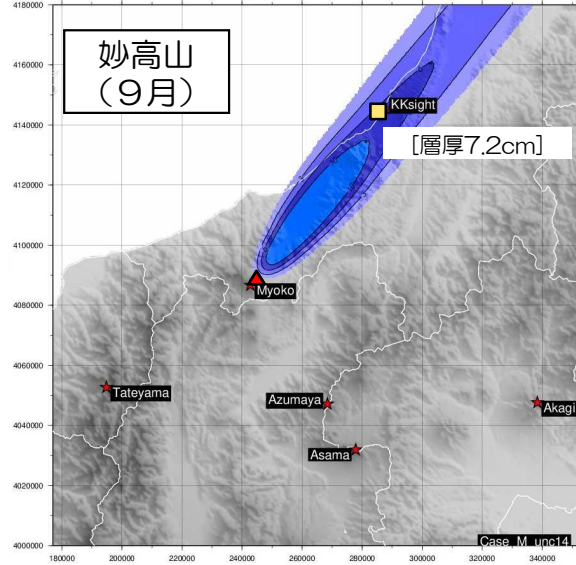 4180000
妙高山
（9月）
4160000
KKsight
4140000
[層厚7.2cm]
4120000
4100000
Myoko
4080000
4060000
Tateyama
Azumaya
Akagi
4040000
Asama
4020000
Case_M_unc14
4000000
180000 200000 220000 240000 260000 280000 300000 320000 340000